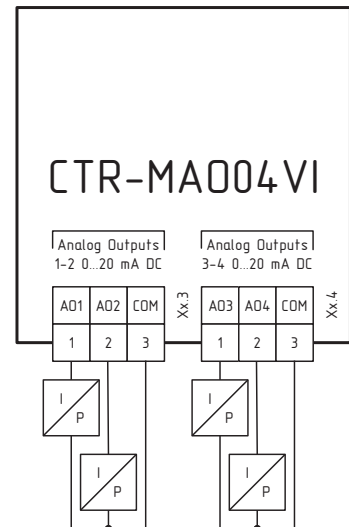 CTR-MAO04VI
Analog Outputs
1-2 0...20 mA DC
Analog Outputs
3-4 0...20 mA DC
AO1 AO2 COM
Xx.3
1 2 3
AO3 AO4 COM
Xx.4
1 2 3
I
P
I
P
I
P
I
P